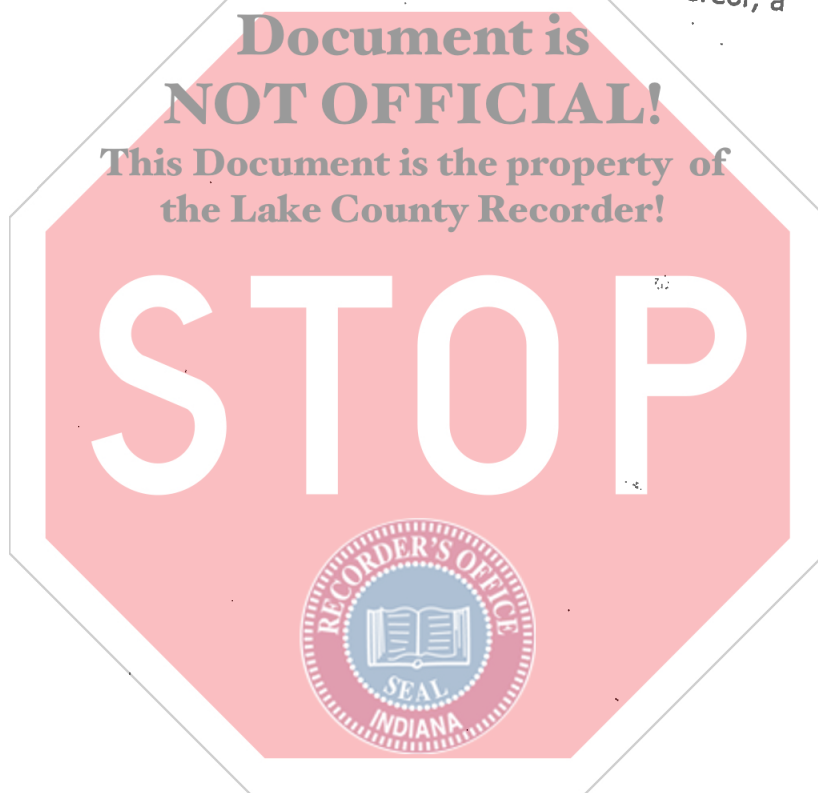 a
Document is
NOT OFFICIAL!
This Document is the property of
the Lake County Recorder!
STOP
RECORDER'S OFFICE
SEAL
INDIANA